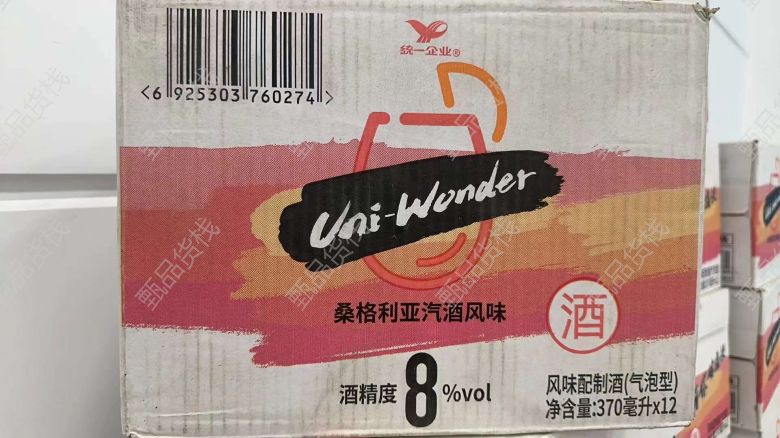 统一企业®
<6 925303 760274>
Uni-Wonder
桑格利亚汽酒风味
酒
酒精度 8%vol
风味配制酒(气泡型)
净含量:370毫升x12
甄品货栈